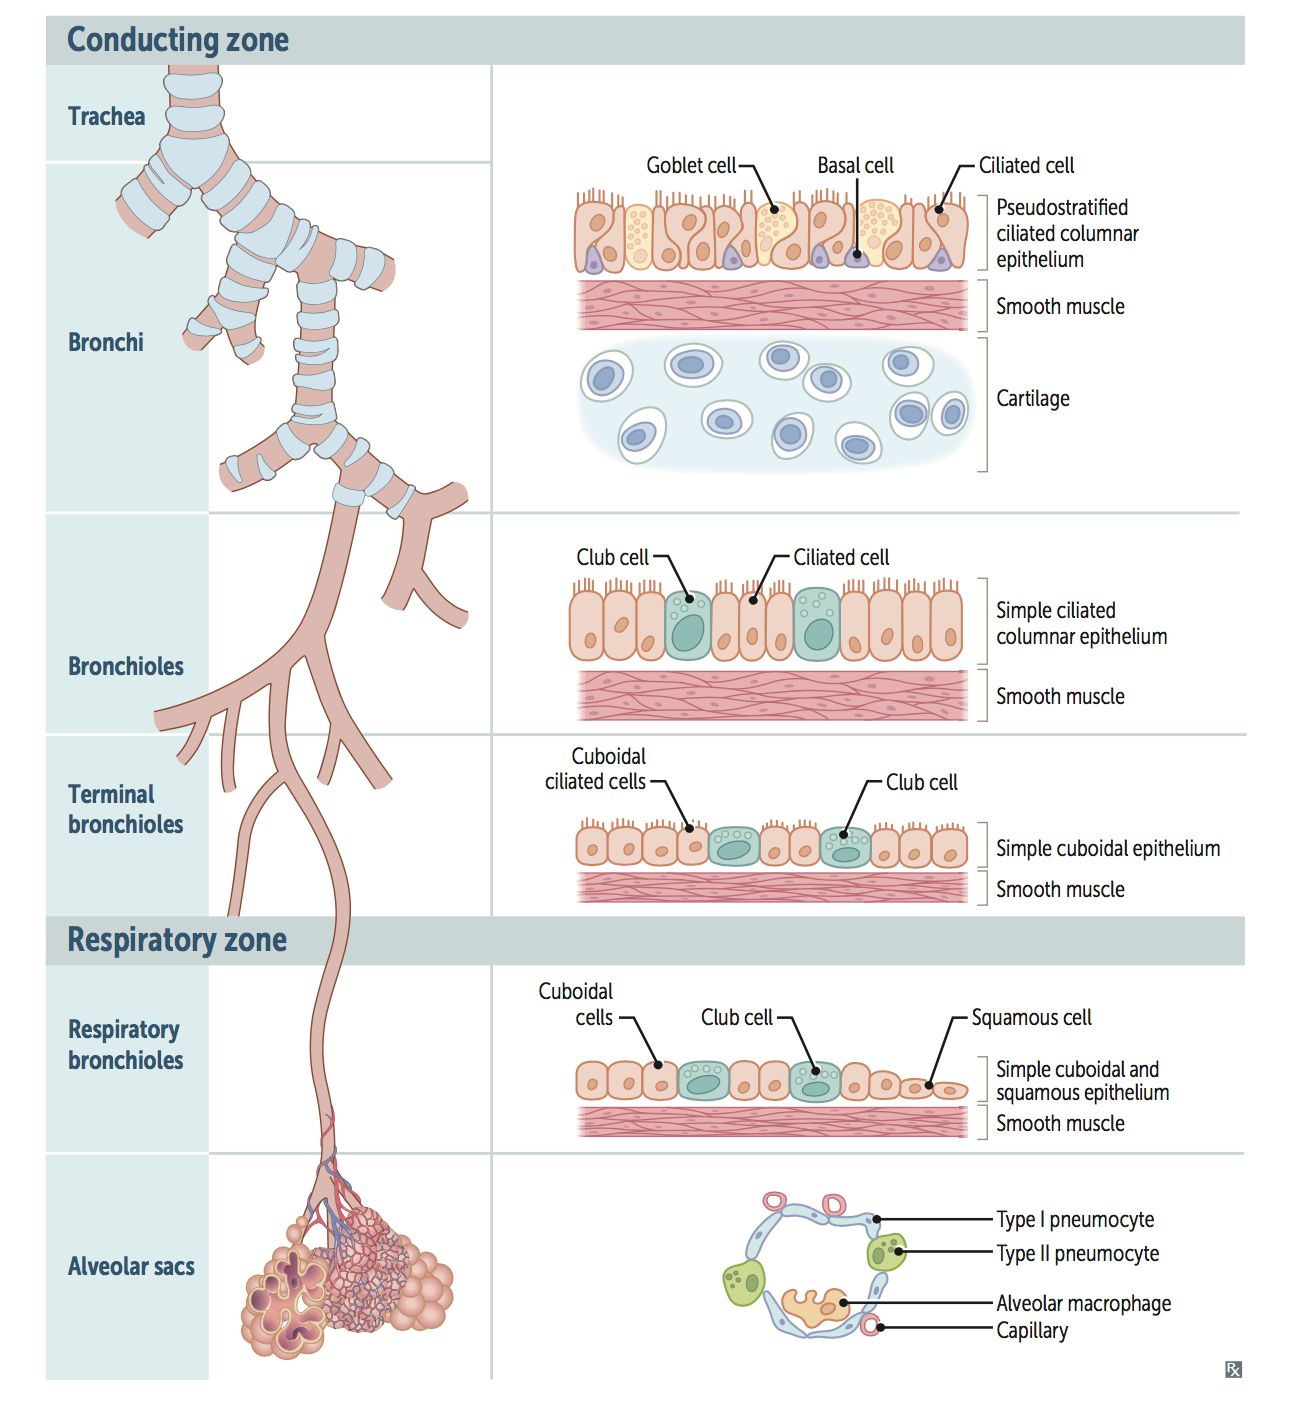 Conducting zone
Trachea
Goblet cell
Basal cell
Ciliated cell
Pseudostratified
ciliated columnar
epithelium
Smooth muscle
Bronchi
Cartilage
Club cell
Ciliated cell
Simple ciliated
columnar epithelium
Bronchioles
Smooth muscle
Cuboidal
ciliated cells
Club cell
Terminal
bronchioles
Simple cuboidal epithelium
Smooth muscle
Respiratory zone
Cuboidal
cells
Club cell
Squamous cell
Respiratory
bronchioles
Simple cuboidal and
squamous epithelium
Smooth muscle
Type I pneumocyte
Type II pneumocyte
Alveolar sacs
Alveolar macrophage
Capillary
Rx